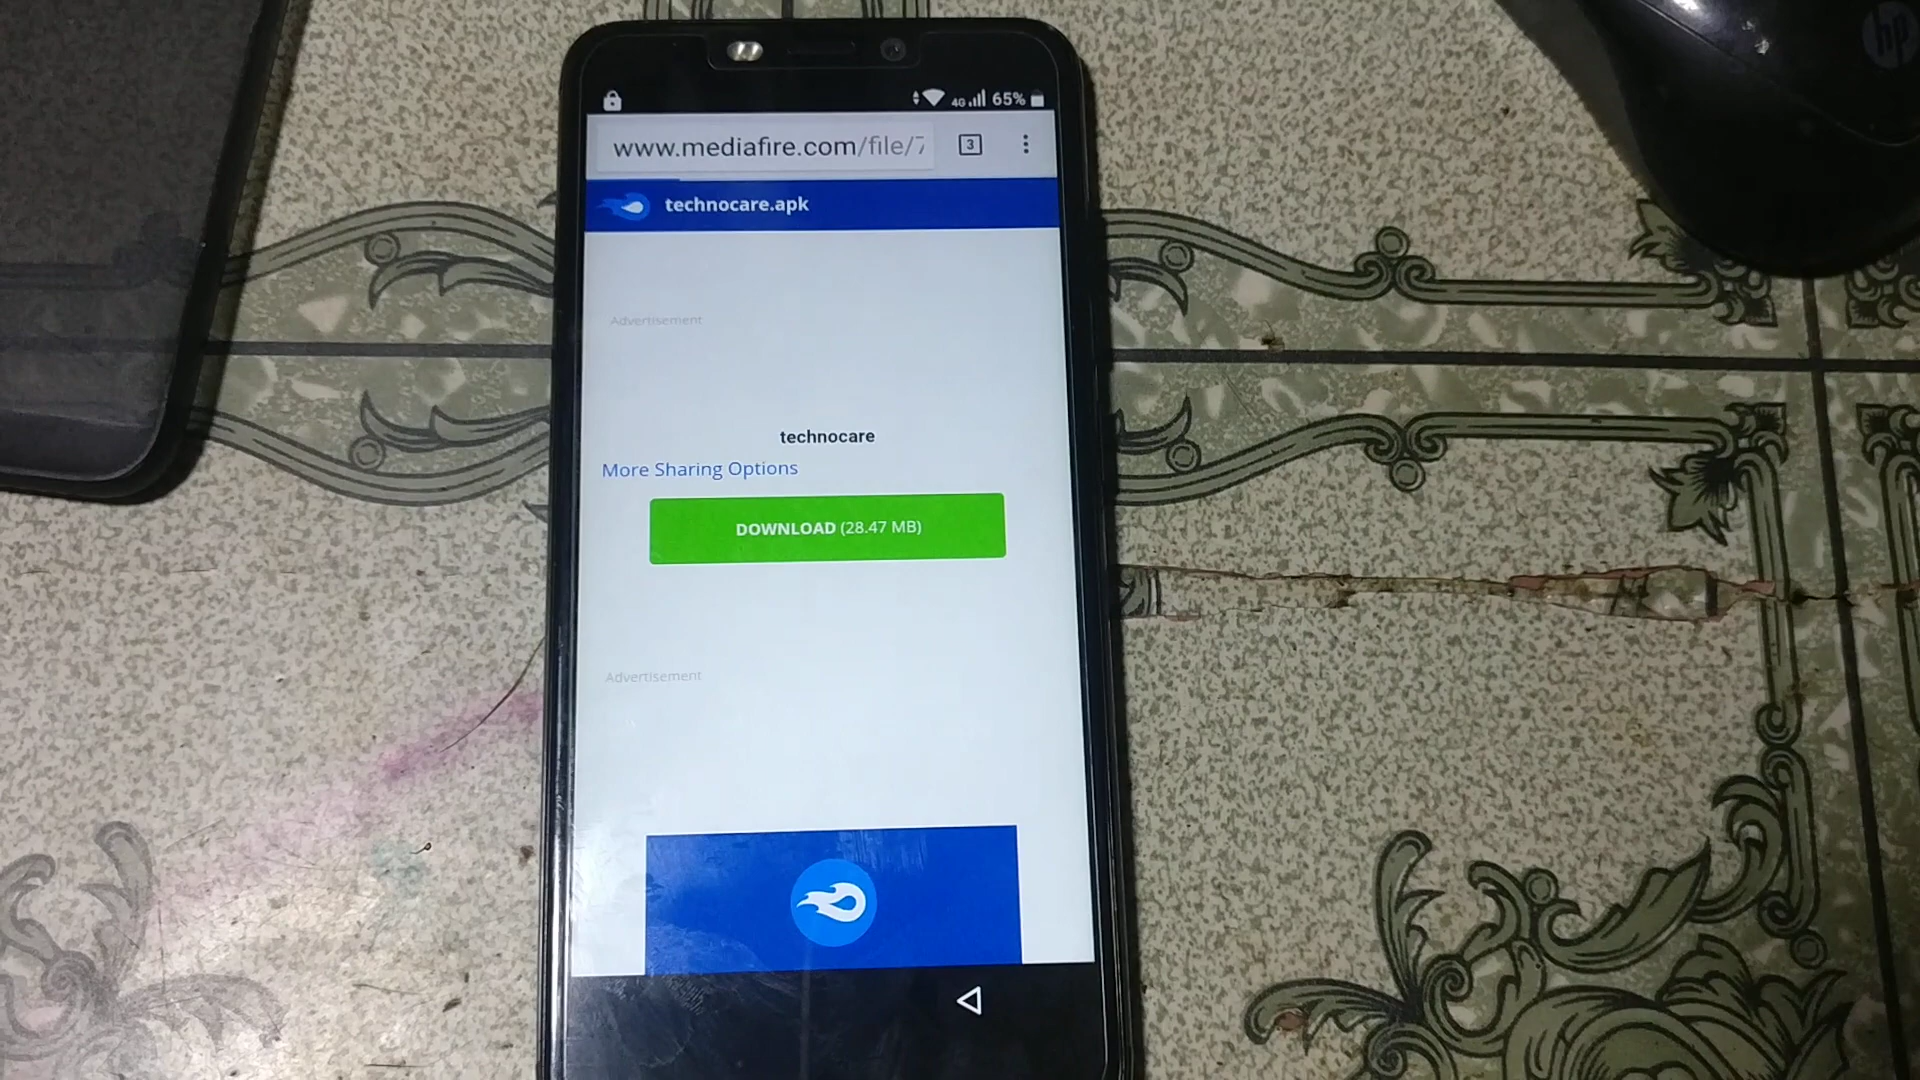 4G 65%
www.mediafire.com/file/7
3
technocare.apk
Advertisement
technocare
More Sharing Options
DOWNLOAD (28.47 MB)
Advertisement
hp